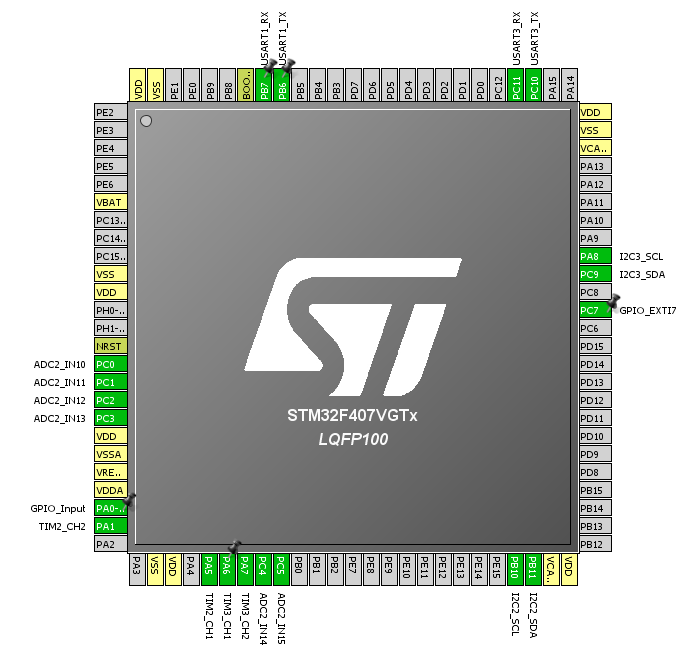 USART1_RX
USART1_TX
USART3_RX
USART3_TX
VDD
VSS
PE1
PE0
PB9
PB8
BOO..
PB7
PB6
PB5
PB4
PB3
PD7
PD6
PD5
PD4
PD3
PD2
PD1
PD0
PC12
PC11
PC10
PA15
PA14
PE2
PE3
PE4
PE5
PE6
VBAT
PC13..
PC14..
PC15..
VSS
VDD
PH0-..
PH1-..
NRST
ADC2_IN10 PC0
ADC2_IN11 PC1
ADC2_IN12 PC2
ADC2_IN13 PC3
VDD
VSSA
VRE..
VDDA
GPIO_Input PA0-..
TIM2_CH2 PA1
PA2
STM32F407VGTx
LQFP100
VDD
VSS
VCA..
PA13
PA12
PA11
PA10
PA9
PA8 I2C3_SCL
PC9 I2C3_SDA
PC8
PC7 GPIO_EXTI7
PC6
PD15
PD14
PD13
PD12
PD11
PD10
PD9
PD8
PB15
PB14
PB13
PB12
PA3
VSS
VDD
PA4
PA5
PA6
PA7
PC4
PC5
PB0
PB1
PB2
PE7
PE8
PE9
PE10
PE11
PE12
PE13
PE14
PE15
PB10
PB11
VCA..
VDD
TIM2_CH1
TIM3_CH1
TIM3_CH2
ADC2_IN14
ADC2_IN15
I2C2_SCL
I2C2_SDA